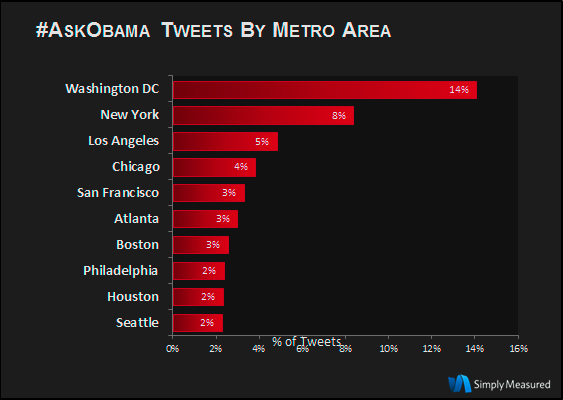 #AskObama Tweets By Metro Area
Washington DC 14%
New York 8%
Los Angeles 5%
Chicago 4%
San Francisco 3%
Atlanta 3%
Boston 3%
Philadelphia 2%
Houston 2%
Seattle 2%
% of Tweets
0% 2% 4% 6% 8% 10% 12% 14% 16%
Simply Measured